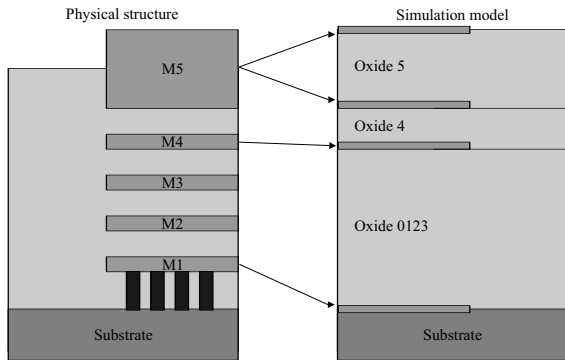 Physical structure
Simulation model
M5
M4
M3
M2
M1
Substrate
Oxide 5
Oxide 4
Oxide 0123
Substrate